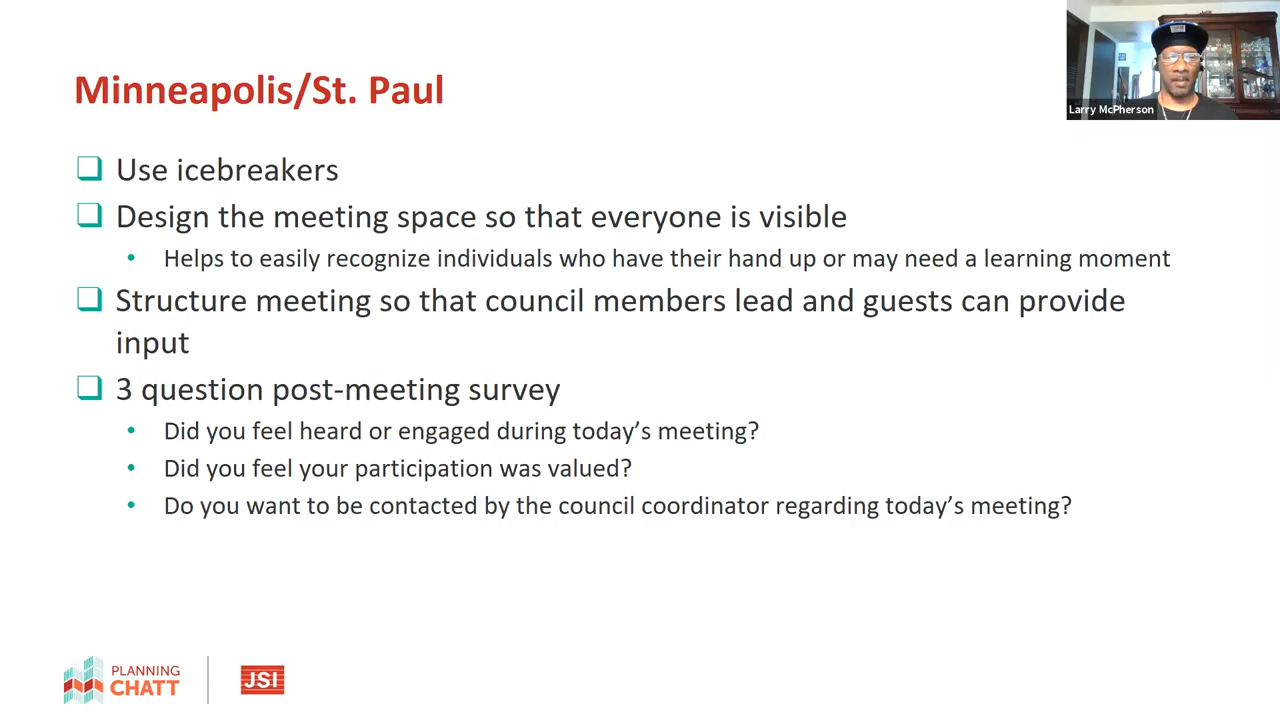 Minneapolis/St. Paul
Larry McPherson
Use icebreakers
Design the meeting space so that everyone is visible
Helps to easily recognize individuals who have their hand up or may need a learning moment
Structure meeting so that council members lead and guests can provide
input
3 question post-meeting survey
Did you feel heard or engaged during today’s meeting?
Did you feel your participation was valued?
Do you want to be contacted by the council coordinator regarding today’s meeting?
PLANNING
CHATT
JSI